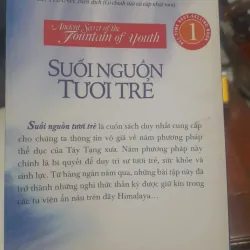 Ancient Secret of the
Fountain of Youth
1
SUỐI NGUỒN
TƯƠI TRẺ
Suối nguồn tươi trẻ là cuốn sách duy nhất cung cấp
cho chúng ta thông tin vô giá về năm phương pháp
thể dục của Tây Tạng xưa. Năm phương pháp này
chính là bí quyết để duy trì sự tươi trẻ, sức khỏe và
sinh lực. Từ hàng ngàn năm qua, những bài tập này đã
trở thành những nghi thức thần kỳ được giữ kín trong
các tu viện ẩn náu trên dãy Himalaya...